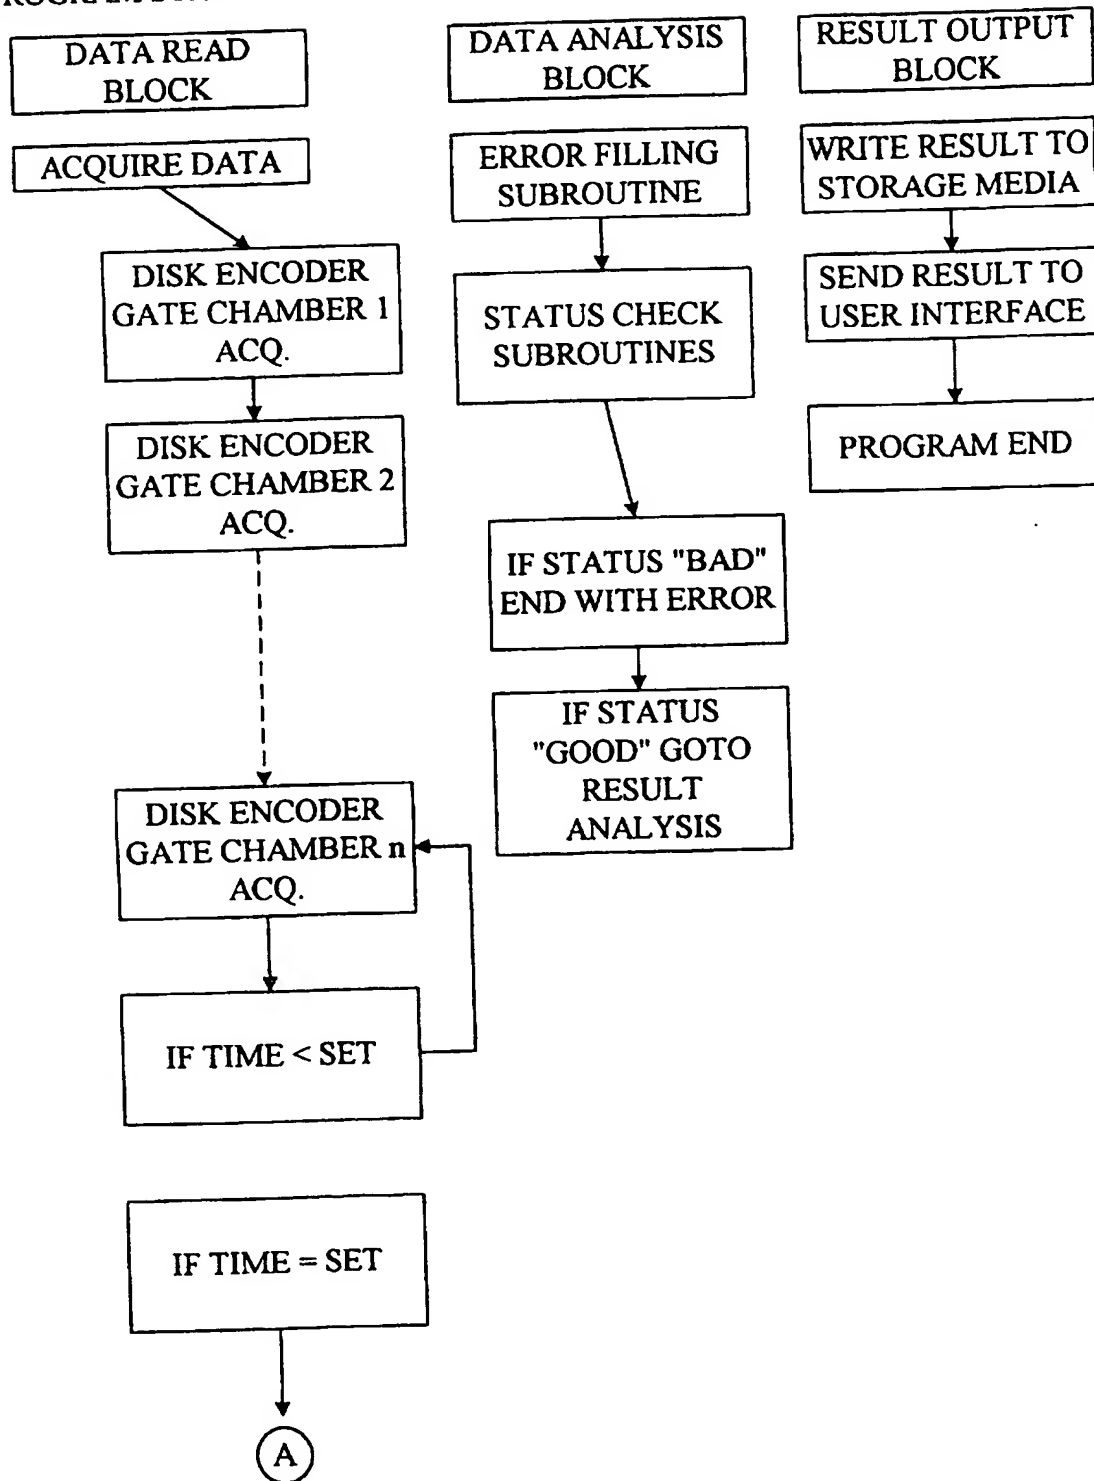 DATA READ
BLOCK
ACQUIRE DATA
DISK ENCODER
GATE CHAMBER 1
ACQ.
DISK ENCODER
GATE CHAMBER 2
ACQ.
DISK ENCODER
GATE CHAMBER n
ACQ.
IF TIME < SET
IF TIME = SET
A
DATA ANALYSIS
BLOCK
ERROR FILLING
SUBROUTINE
STATUS CHECK
SUBROUTINES
IF STATUS "BAD"
END WITH ERROR
IF STATUS
"GOOD" GOTO
RESULT
ANALYSIS
RESULT OUTPUT
BLOCK
WRITE RESULT TO
STORAGE MEDIA
SEND RESULT TO
USER INTERFACE
PROGRAM END